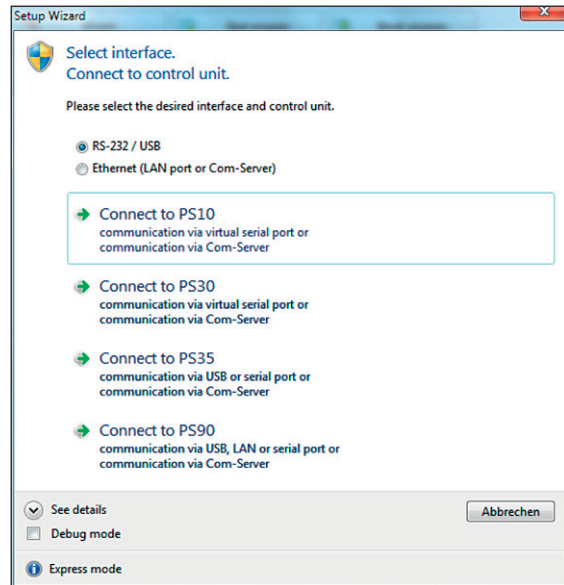 Setup Wizard
Select interface.
Connect to control unit.
Please select the desired interface and control unit.
RS-232 / USB
Ethernet (LAN port or Com-Server)
Connect to PS10
communication via virtual serial port or
communication via Com-Server
Connect to PS30
communication via virtual serial port or
communication via Com-Server
Connect to PS35
communication via USB or serial port or
communication via Com-Server
Connect to PS90
communication via USB, LAN or serial port or
communication via Com-Server
See details
Abbrechen
Debug mode
Express mode